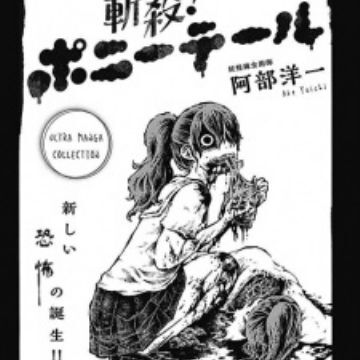 斬殺!
ポニーテール
阿部洋一
Abe Yoichi
ULTRA MANGA
COLLECTION
新しい恐怖の誕生!!